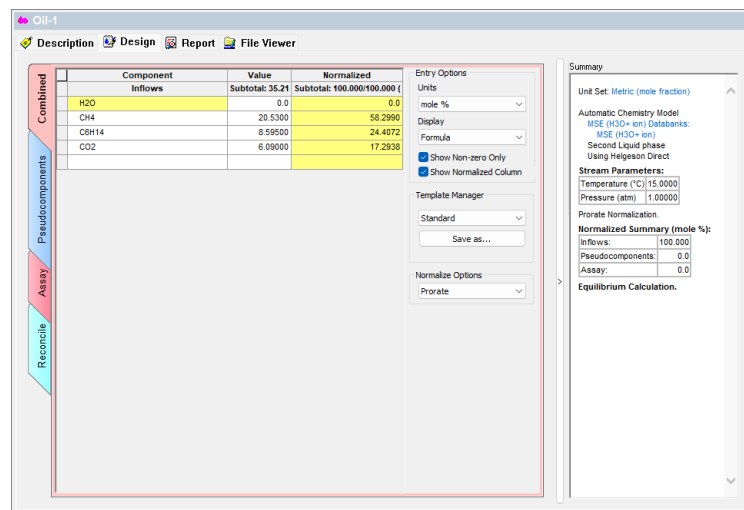 Oil-1
Description Design Report File Viewer
Combined
Pseudocomponents
Assay
Reconcile
Component Value Normalized
Inflows Subtotal: 35.21 Subtotal: 100.000/100.000 (
H2O 0.0 0.0
CH4 20.5300 58.2990
C6H14 8.59500 24.4072
CO2 6.09000 17.2938
Entry Options
Units
mole %
Display
Formula
Show Non-zero Only
Show Normalized Column
Template Manager
Standard
Save as...
Normalize Options
Prorate
>
Summary
Unit Set: Metric (mole fraction)
Automatic Chemistry Model
MSE (H3O+ ion) Databanks:
MSE (H3O+ ion)
Second Liquid phase
Using Helgeson Direct
Stream Parameters:
Temperature (°C) 15.0000
Pressure (atm) 1.00000
Prorate Normalization.
Normalized Summary (mole %):
Inflows: 100.000
Pseudocomponents: 0.0
Assay: 0.0
Equilibrium Calculation.